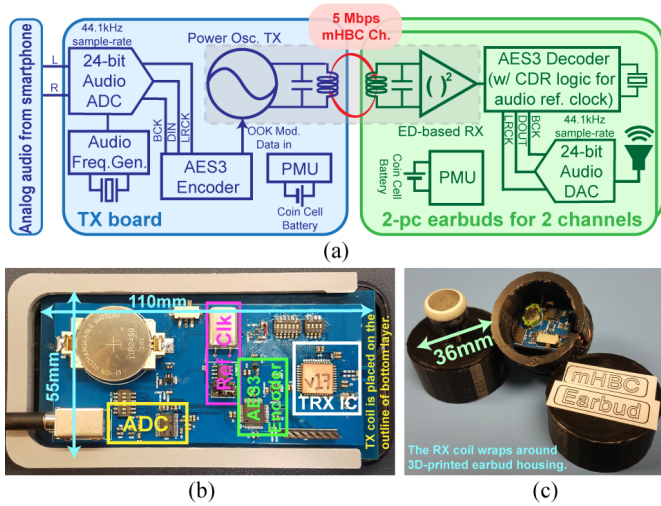 Analog audio from smartphone
L
R
44.1kHz
sample-rate
24-bit
Audio
ADC
Audio
Freq.Gen.
BCK
DIN
LRCK
AES3
Encoder
Power Osc. TX
OOK Mod.
Data in
PMU
Coin Cell
Battery
TX board
5 Mbps
mHBC Ch.
( )²
ED-based RX
AES3 Decoder
(w/ CDR logic for
audio ref. clock)
LRCK
DOUT
BCK
44.1kHz
sample-rate
24-bit
Audio
DAC
Coin Cell
Battery
PMU
2-pc earbuds for 2 channels
(a)
110mm
55mm
ADC
Ref Clk
AES3
Encoder
TRX IC
v13
TX coil is placed on the
outline of bottom layer.
(b)
36mm
mHBC
Earbud
The RX coil wraps around
3D-printed earbud housing.
(c)